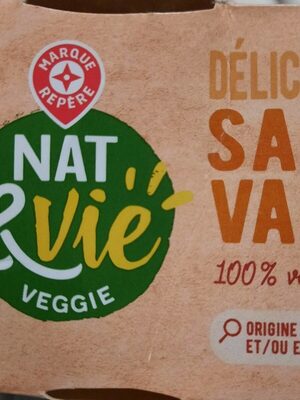 MARQUE
REPÈRE
NAT
&vie
VEGGIE
DÉLIC
SA
VA
100% v
ORIGINE
ET/OU E